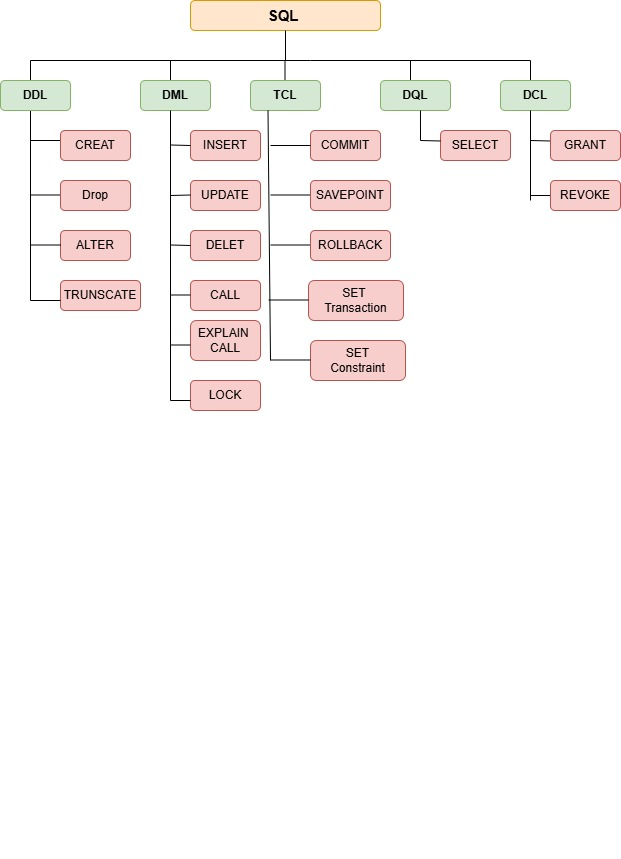 SQL
DDL
DML
TCL
DQL
DCL
CREAT
INSERT
COMMIT
SELECT
GRANT
Drop
UPDATE
SAVEPOINT
REVOKE
ALTER
DELET
ROLLBACK
TRUNSCATE
CALL
SET
Transaction
EXPLAIN
CALL
SET
Constraint
LOCK